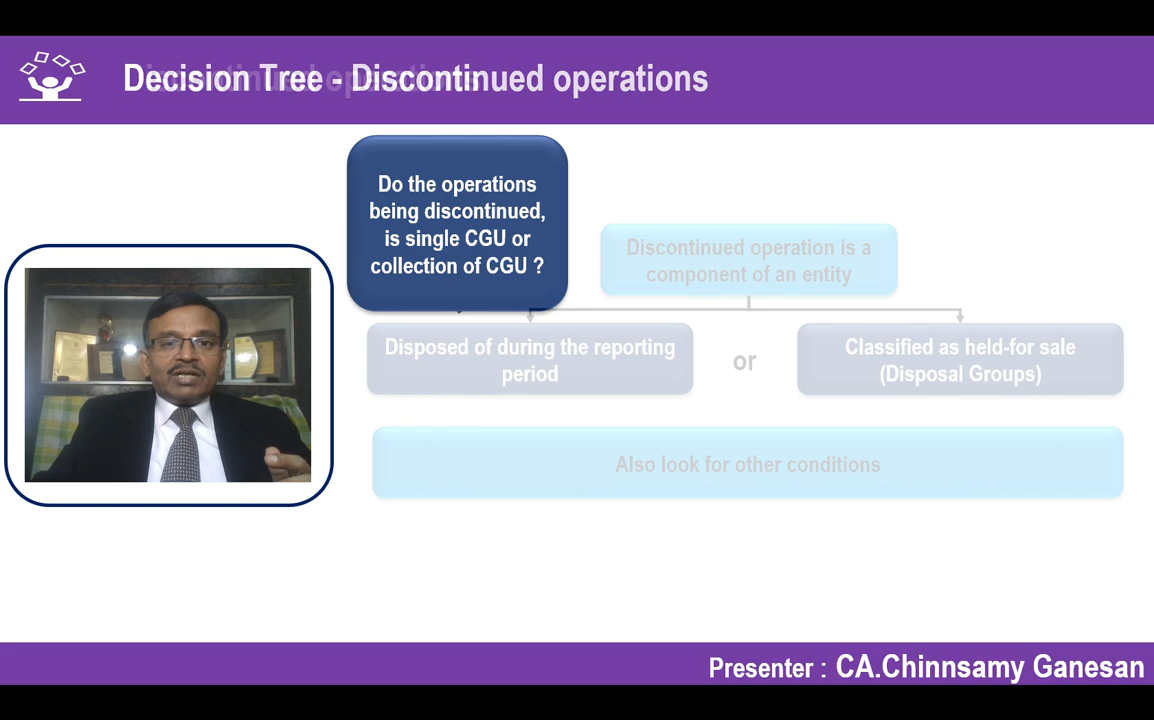 Decision Tree - Discontinued operations
Do the operations
being discontinued,
is single CGU or
collection of CGU ?
Discontinued operation is a
component of an entity
Disposed of during the reporting
period
or
Classified as held-for sale
(Disposal Groups)
Also look for other conditions
Presenter : CA.Chinnsamy Ganesan